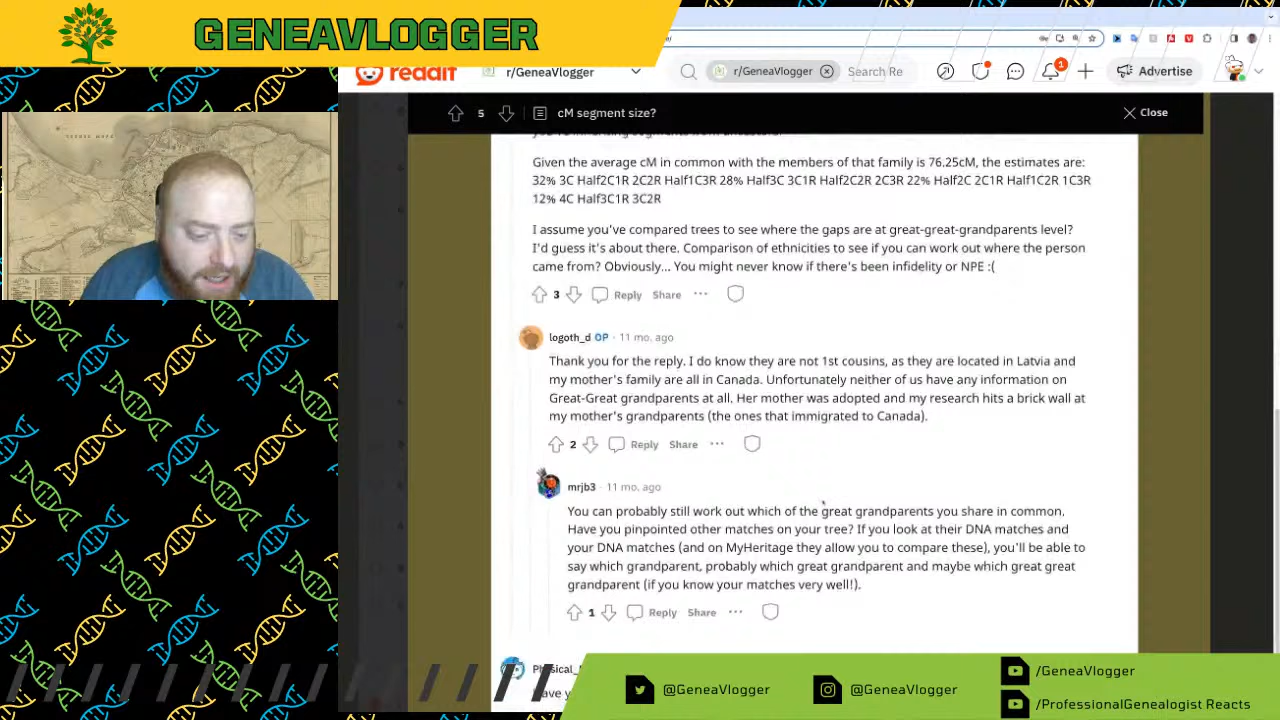 GENEAVLOGGER
reddit r/GeneaVlogger r/GeneaVlogger Search Re 1 Advertise
5 cM segment size? Close
Given the average cM in common with the members of that family is 76.25cM, the estimates are:
32% 3C Half2C1R 2C2R Half1C3R 28% Half3C 3C1R Half2C2R 2C3R 22% Half2C 2C1R Half1C2R 1C3R
12% 4C Half3C1R 3C2R
I assume you've compared trees to see where the gaps are at great-great-grandparents level?
I'd guess it's about there. Comparison of ethnicities to see if you can work out where the person
came from? Obviously... You might never know if there's been infidelity or NPE :(
3 Reply Share ...
logoth_d OP · 11 mo. ago
Thank you for the reply. I do know they are not 1st cousins, as they are located in Latvia and
my mother's family are all in Canada. Unfortunately neither of us have any information on
Great-Great grandparents at all. Her mother was adopted and my research hits a brick wall at
my mother's grandparents (the ones that immigrated to Canada).
2 Reply Share ...
mrjb3 · 11 mo. ago
You can probably still work out which of the great grandparents you share in common.
Have you pinpointed other matches on your tree? If you look at their DNA matches and
your DNA matches (and on MyHeritage they allow you to compare these), you'll be able to
say which grandparent, probably which great grandparent and maybe which great great
grandparent (if you know your matches very well!).
1 Reply Share ...
@GeneaVlogger @GeneaVlogger /GeneaVlogger
/ProfessionalGenealogist Reacts